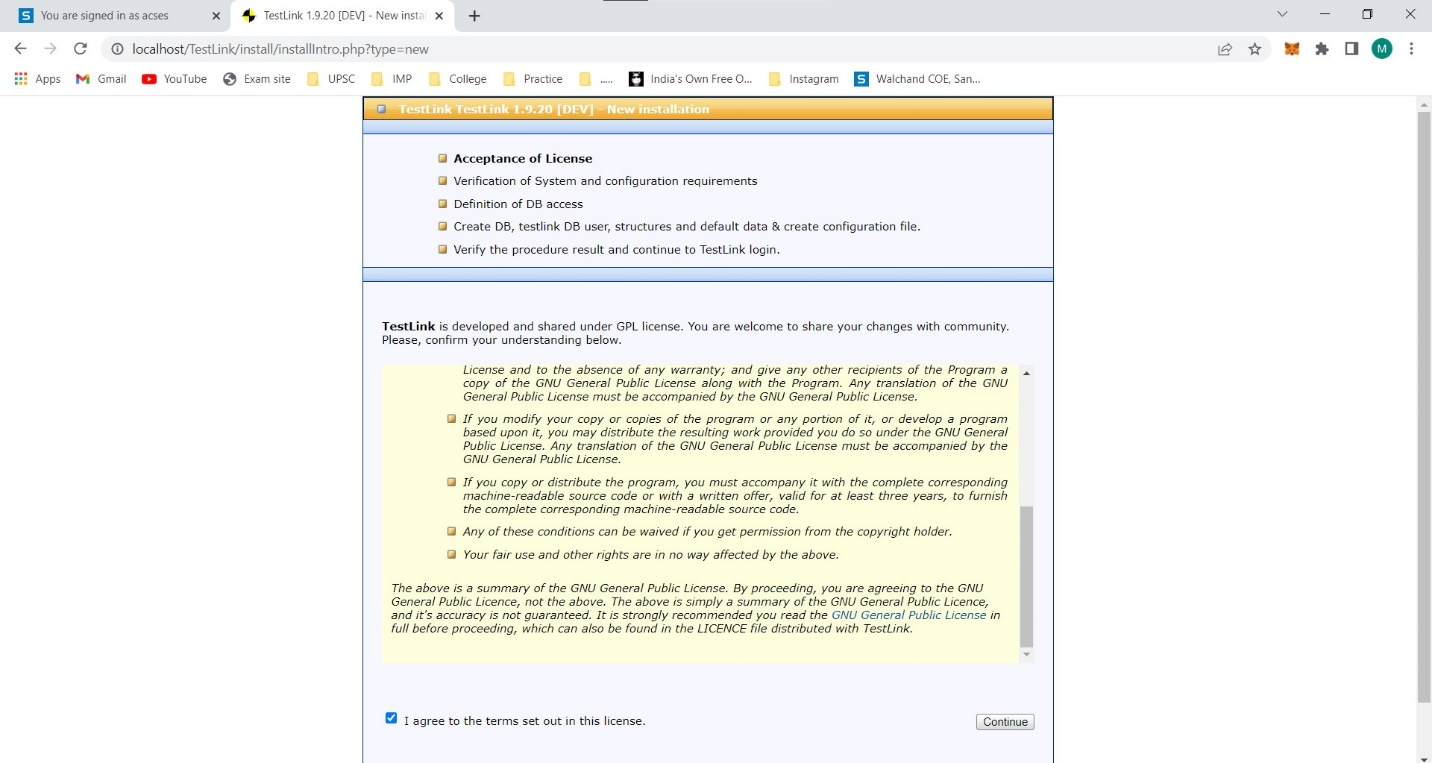 You are signed in as acses
TestLink 1.9.20 [DEV] - New insta
localhost/TestLink/install/installIntro.php?type=new
M
Apps Gmail YouTube Exam site UPSC IMP College Practice ..... India's Own Free O... Instagram Walchand COE, San...
TestLink TestLink 1.9.20 [DEV] - New installation
Acceptance of License
Verification of System and configuration requirements
Definition of DB access
Create DB, testlink DB user, structures and default data & create configuration file.
Verify the procedure result and continue to TestLink login.
TestLink is developed and shared under GPL license. You are welcome to share your changes with community.
Please, confirm your understanding below.
License and to the absence of any warranty; and give any other recipients of the Program a
copy of the GNU General Public License along with the Program. Any translation of the GNU
General Public License must be accompanied by the GNU General Public License.
If you modify your copy or copies of the program or any portion of it, or develop a program
based upon it, you may distribute the resulting work provided you do so under the GNU General
Public License. Any translation of the GNU General Public License must be accompanied by the
GNU General Public License.
If you copy or distribute the program, you must accompany it with the complete corresponding
machine-readable source code or with a written offer, valid for at least three years, to furnish
the complete corresponding machine-readable source code.
Any of these conditions can be waived if you get permission from the copyright holder.
Your fair use and other rights are in no way affected by the above.
The above is a summary of the GNU General Public License. By proceeding, you are agreeing to the GNU
General Public Licence, not the above. The above is simply a summary of the GNU General Public Licence,
and it's accuracy is not guaranteed. It is strongly recommended you read the GNU General Public License in
full before proceeding, which can also be found in the LICENCE file distributed with TestLink.
I agree to the terms set out in this license.
Continue